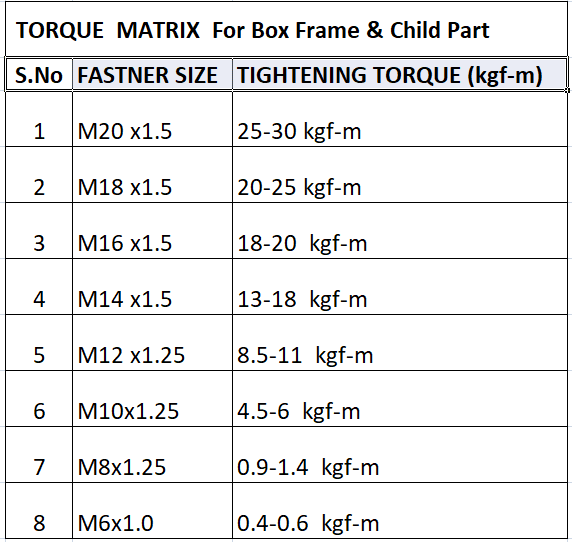 TORQUE MATRIX For Box Frame & Child Part
S.No FASTNER SIZE TIGHTENING TORQUE (kgf-m)
1 M20 x1.5 25-30 kgf-m
2 M18 x1.5 20-25 kgf-m
3 M16 x1.5 18-20 kgf-m
4 M14 x1.5 13-18 kgf-m
5 M12 x1.25 8.5-11 kgf-m
6 M10x1.25 4.5-6 kgf-m
7 M8x1.25 0.9-1.4 kgf-m
8 M6x1.0 0.4-0.6 kgf-m